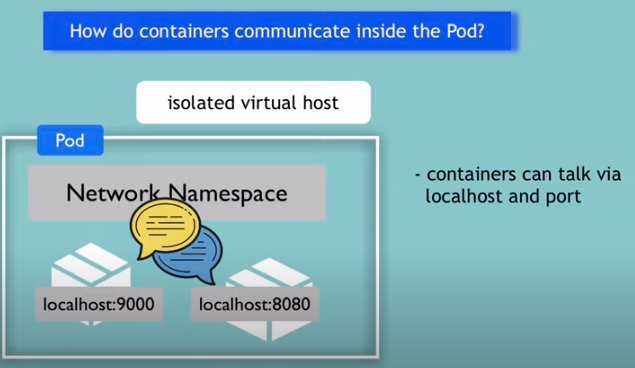 How do containers communicate inside the Pod?
isolated virtual host
Pod
Network Namespace
localhost:9000
localhost:8080
- containers can talk via
localhost and port